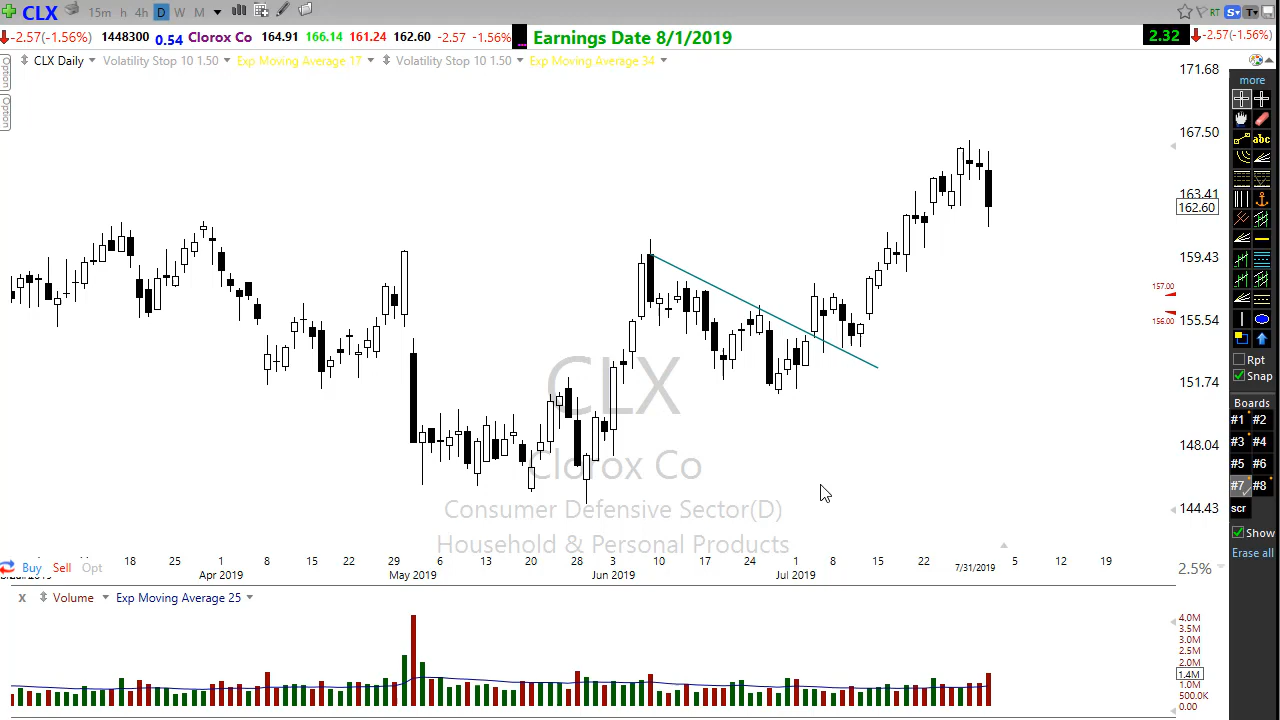 CLX 15m h 4h D W M RT S T
-2.57(-1.56%) 1448300 0.54 Clorox Co 164.91 166.14 161.24 162.60 -2.57 -1.56% Earnings Date 8/1/2019 2.32 -2.57(-1.56%)
CLX Daily Volatility Stop 10 1.50 Exp Moving Average 17 Volatility Stop 10 1.50 Exp Moving Average 34
Option
Option
171.68
167.50
163.41
162.60
159.43
157.00
156.00
155.54
151.74
148.04
144.43
2.5%
CLX
Clorox Co
Consumer Defensive Sector(D)
Household & Personal Products
more
abc
Rpt
Snap
Boards
#1 #2
#3 #4
#5 #6
#7 #8
scr
Show
Erase all
18 25 1 8 15 22 29 6 13 20 28 3 10 17 24 1 8 15 22 7/31/2019 5 12 19
Apr 2019 May 2019 Jun 2019 Jul 2019
Buy Sell Opt
X Volume Exp Moving Average 25
4.0M
3.5M
3.0M
2.5M
2.0M
1.4M
1.0M
500.0K
0.00